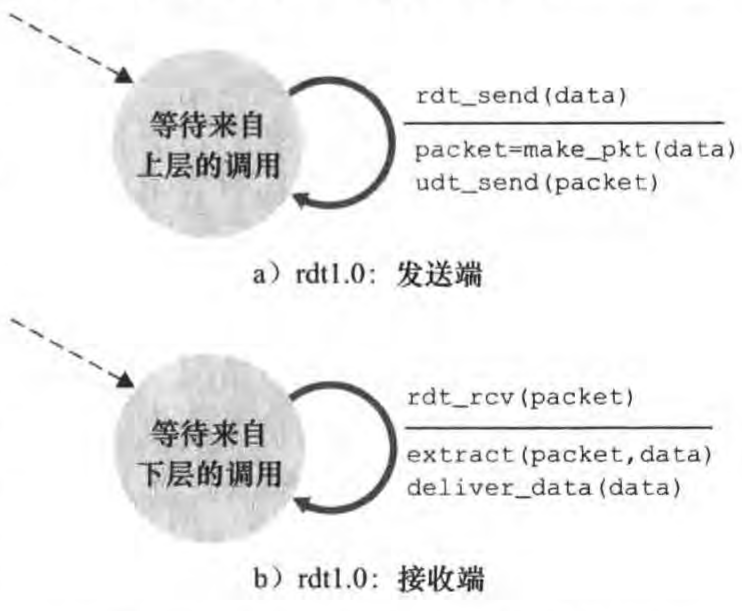 等待来自
上层的调用
rdt_send(data)
packet=make_pkt(data)
udt_send(packet)
a）rdt1.0：发送端
等待来自
下层的调用
rdt_rcv(packet)
extract(packet,data)
deliver_data(data)
b）rdt1.0：接收端